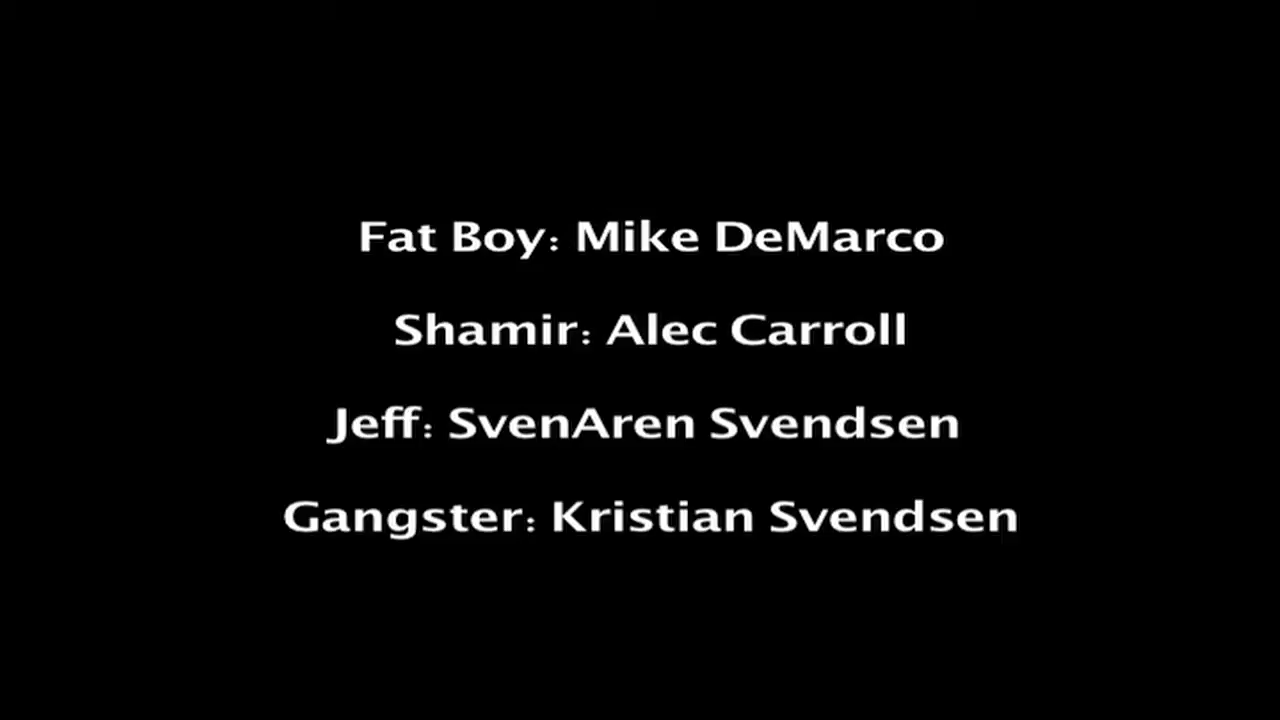 Fat Boy: Mike DeMarco
Shamir: Alec Carroll
Jeff: SvenAren Svendsen
Gangster: Kristian Svendsen